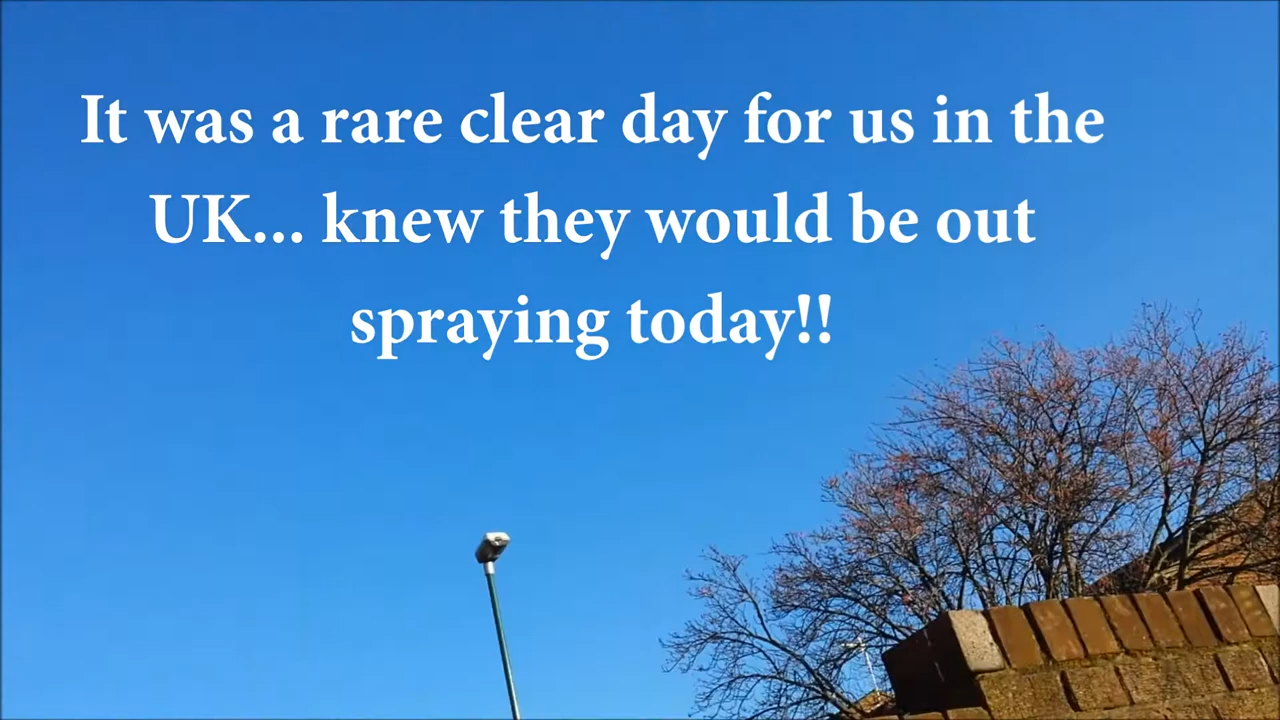 It was a rare clear day for us in the
UK... knew they would be out
spraying today!!